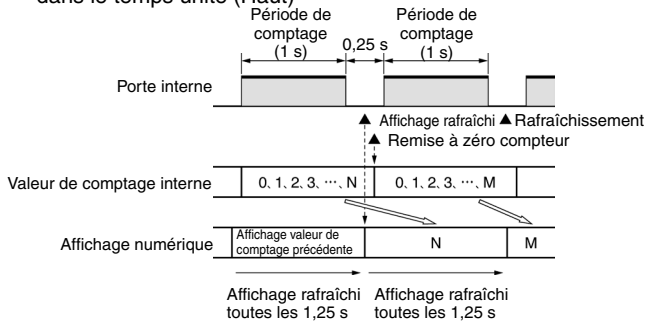 dans le temps unité (Haut)
Période de
comptage
(1 s)
0,25 s
Période de
comptage
(1 s)
Porte interne
▲ Affichage rafraîchi ▲ Rafraîchissement
▲ Remise à zéro compteur
Valeur de comptage interne
0, 1, 2, 3, ···, N
0, 1, 2, 3, ···, M
Affichage numérique
Affichage valeur de
comptage précédente
N
M
Affichage rafraîchi
toutes les 1,25 s
Affichage rafraîchi
toutes les 1,25 s